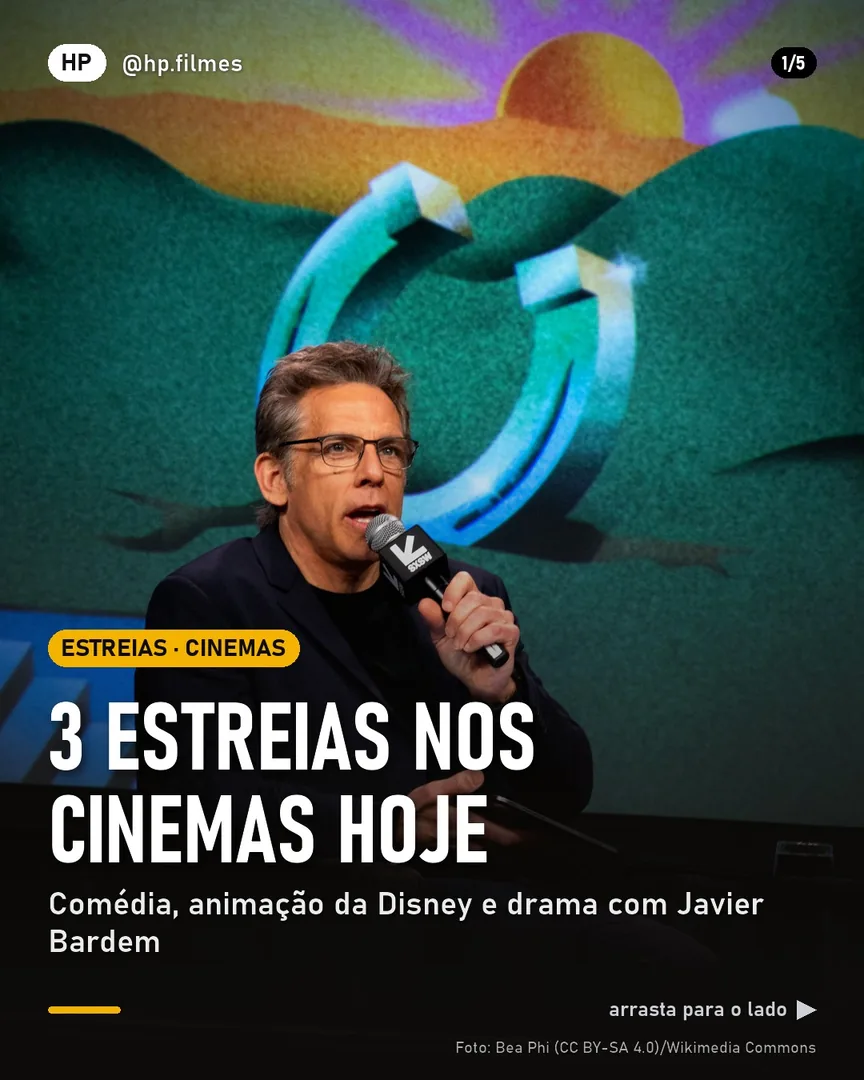 HP @hp.filmes
1/5
SXSW
ESTREIAS · CINEMAS
3 ESTREIAS NOS
CINEMAS HOJE
Comédia, animação da Disney e drama com Javier
Bardem
arrasta para o lado ▶
Foto: Bea Phi (CC BY-SA 4.0)/Wikimedia Commons